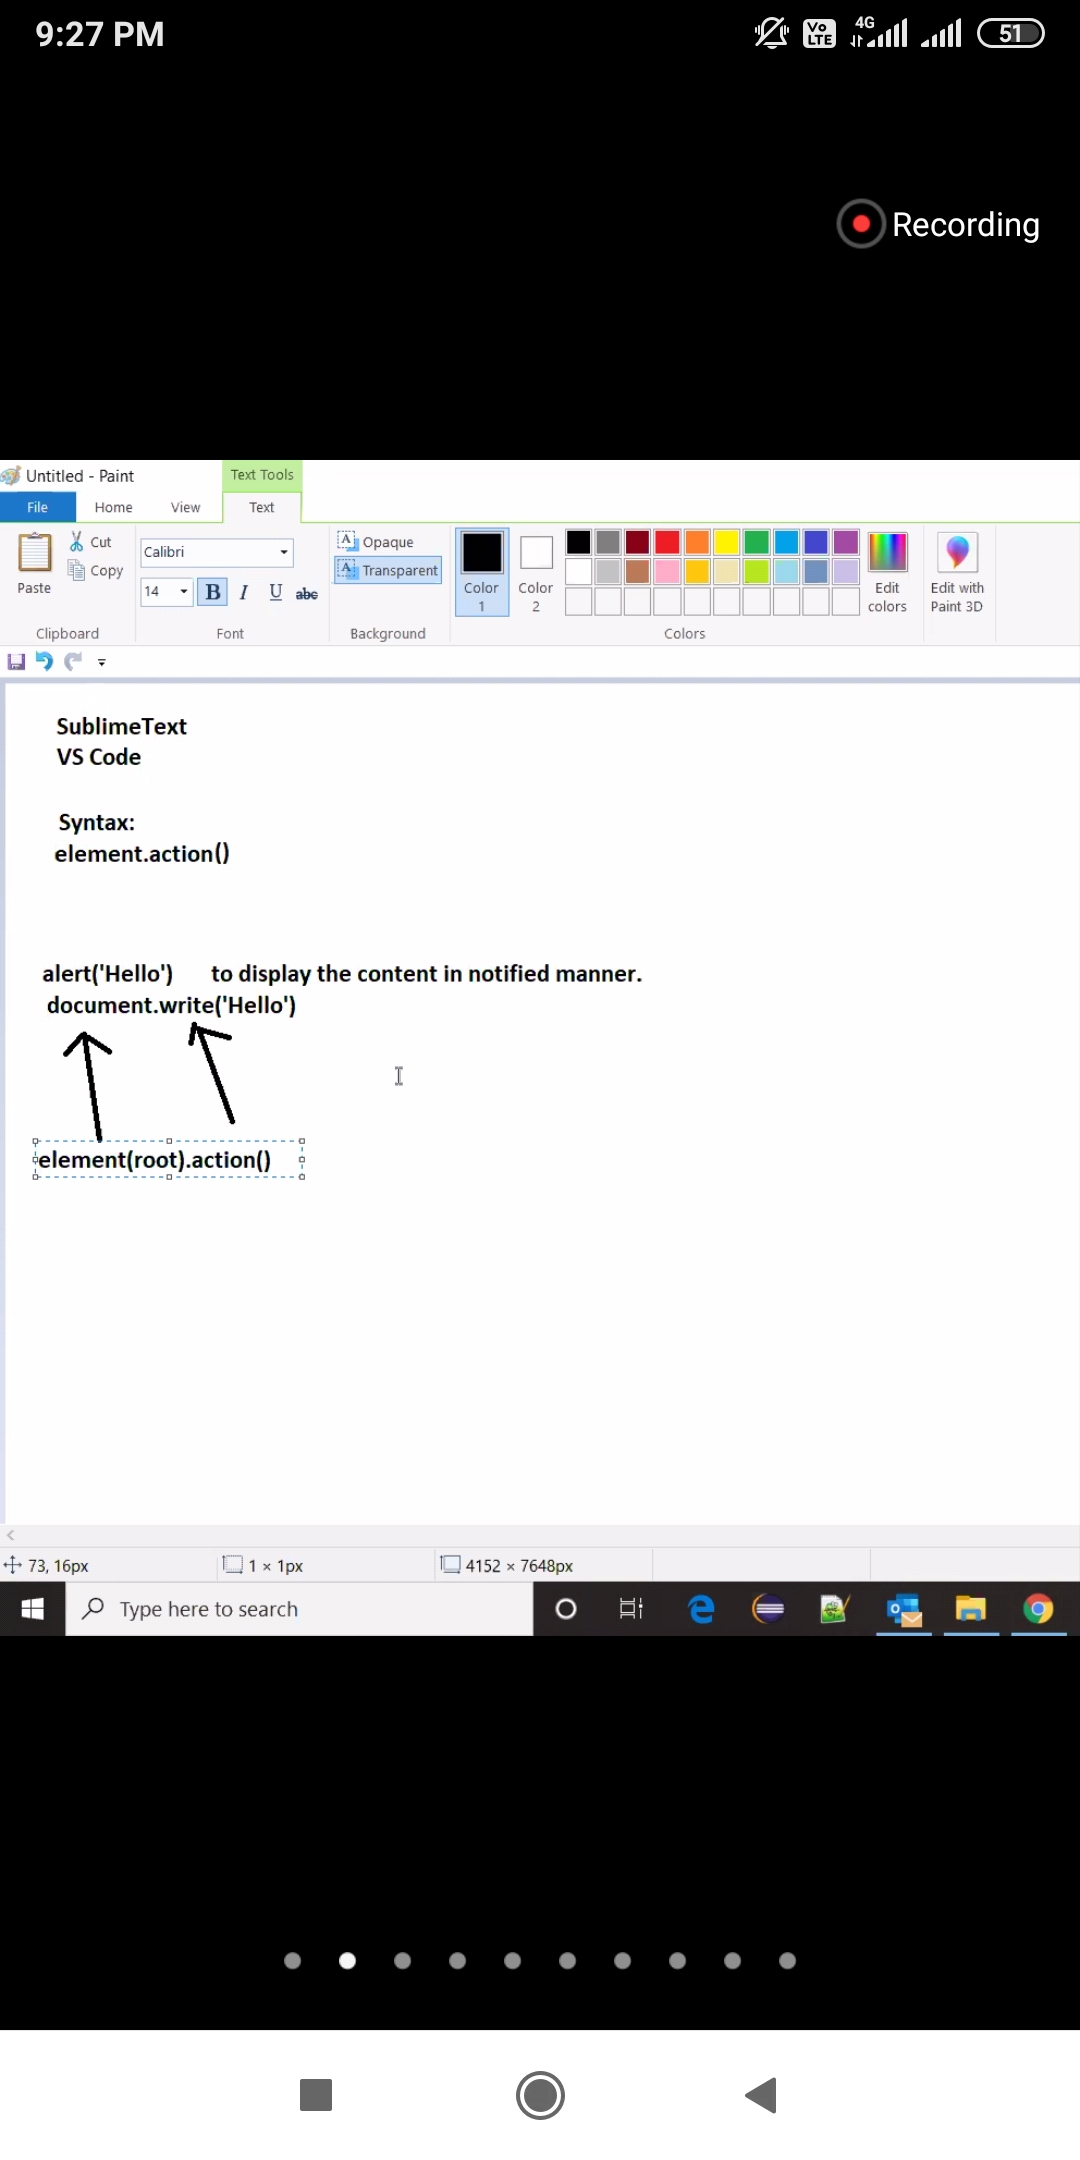 9:27 PM
Vo LTE 4G 51
Recording
Untitled - Paint
Text Tools
File Home View Text
Paste
Cut
Copy
Clipboard
Calibri
14 B I U abc
Font
Opaque
Transparent
Background
Color 1
Color 2
Colors
Edit colors
Edit with Paint 3D
SublimeText
VS Code
Syntax:
element.action()
alert('Hello') to display the content in notified manner.
document.write('Hello')
element(root).action()
73, 16px
1 × 1px
4152 × 7648px
Type here to search